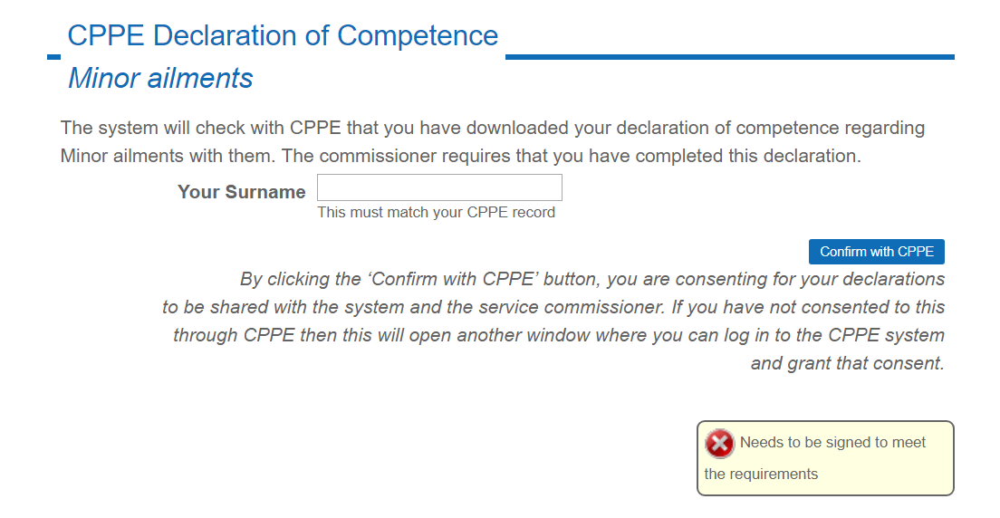 CPPE Declaration of Competence
Minor ailments
The system will check with CPPE that you have downloaded your declaration of competence regarding
Minor ailments with them. The commissioner requires that you have completed this declaration.
Your Surname
This must match your CPPE record
Confirm with CPPE
By clicking the ‘Confirm with CPPE’ button, you are consenting for your declarations
to be shared with the system and the service commissioner. If you have not consented to this
through CPPE then this will open another window where you can log in to the CPPE system
and grant that consent.
Needs to be signed to meet
the requirements